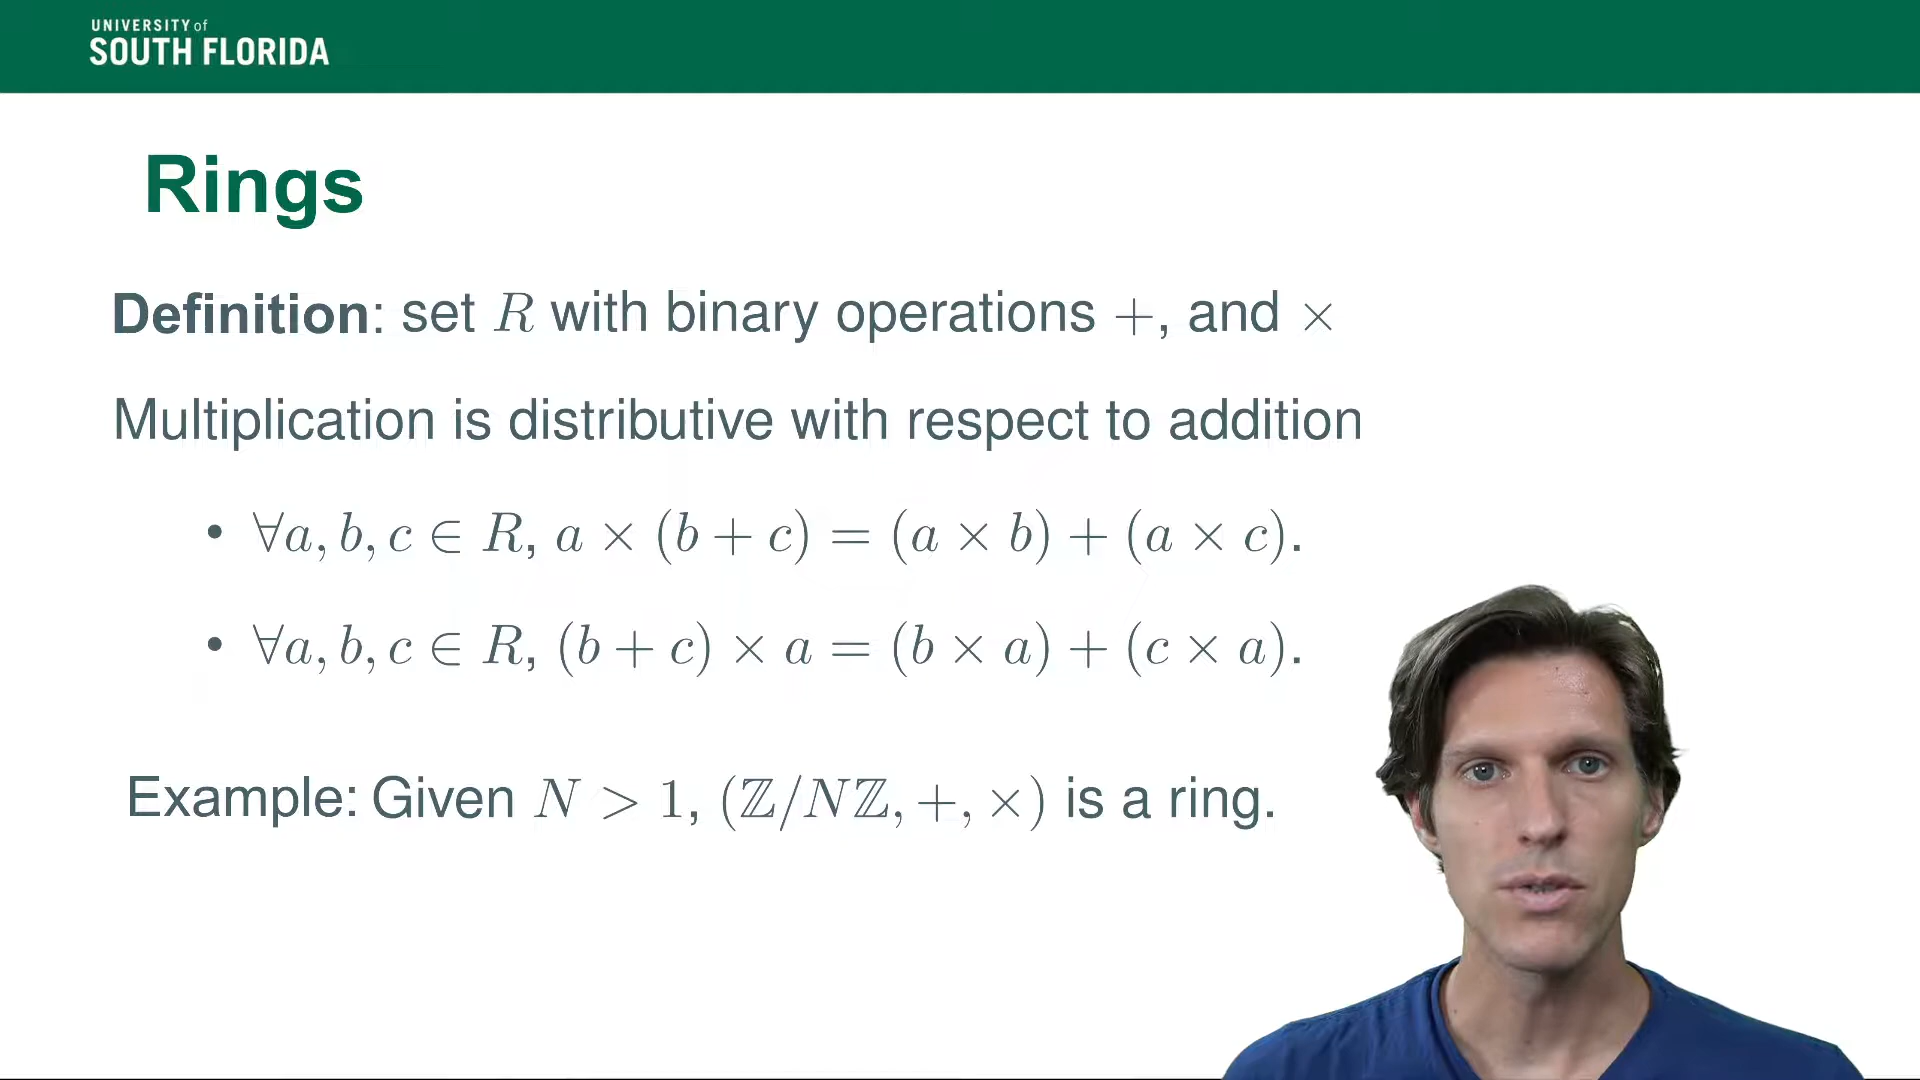 UNIVERSITY of
SOUTH FLORIDA
Rings
Definition: set R with binary operations +, and ×
Multiplication is distributive with respect to addition
• ∀a, b, c ∈ R, a × (b + c) = (a × b) + (a × c).
• ∀a, b, c ∈ R, (b + c) × a = (b × a) + (c × a).
Example: Given N > 1, (ℤ/Nℤ, +, ×) is a ring.